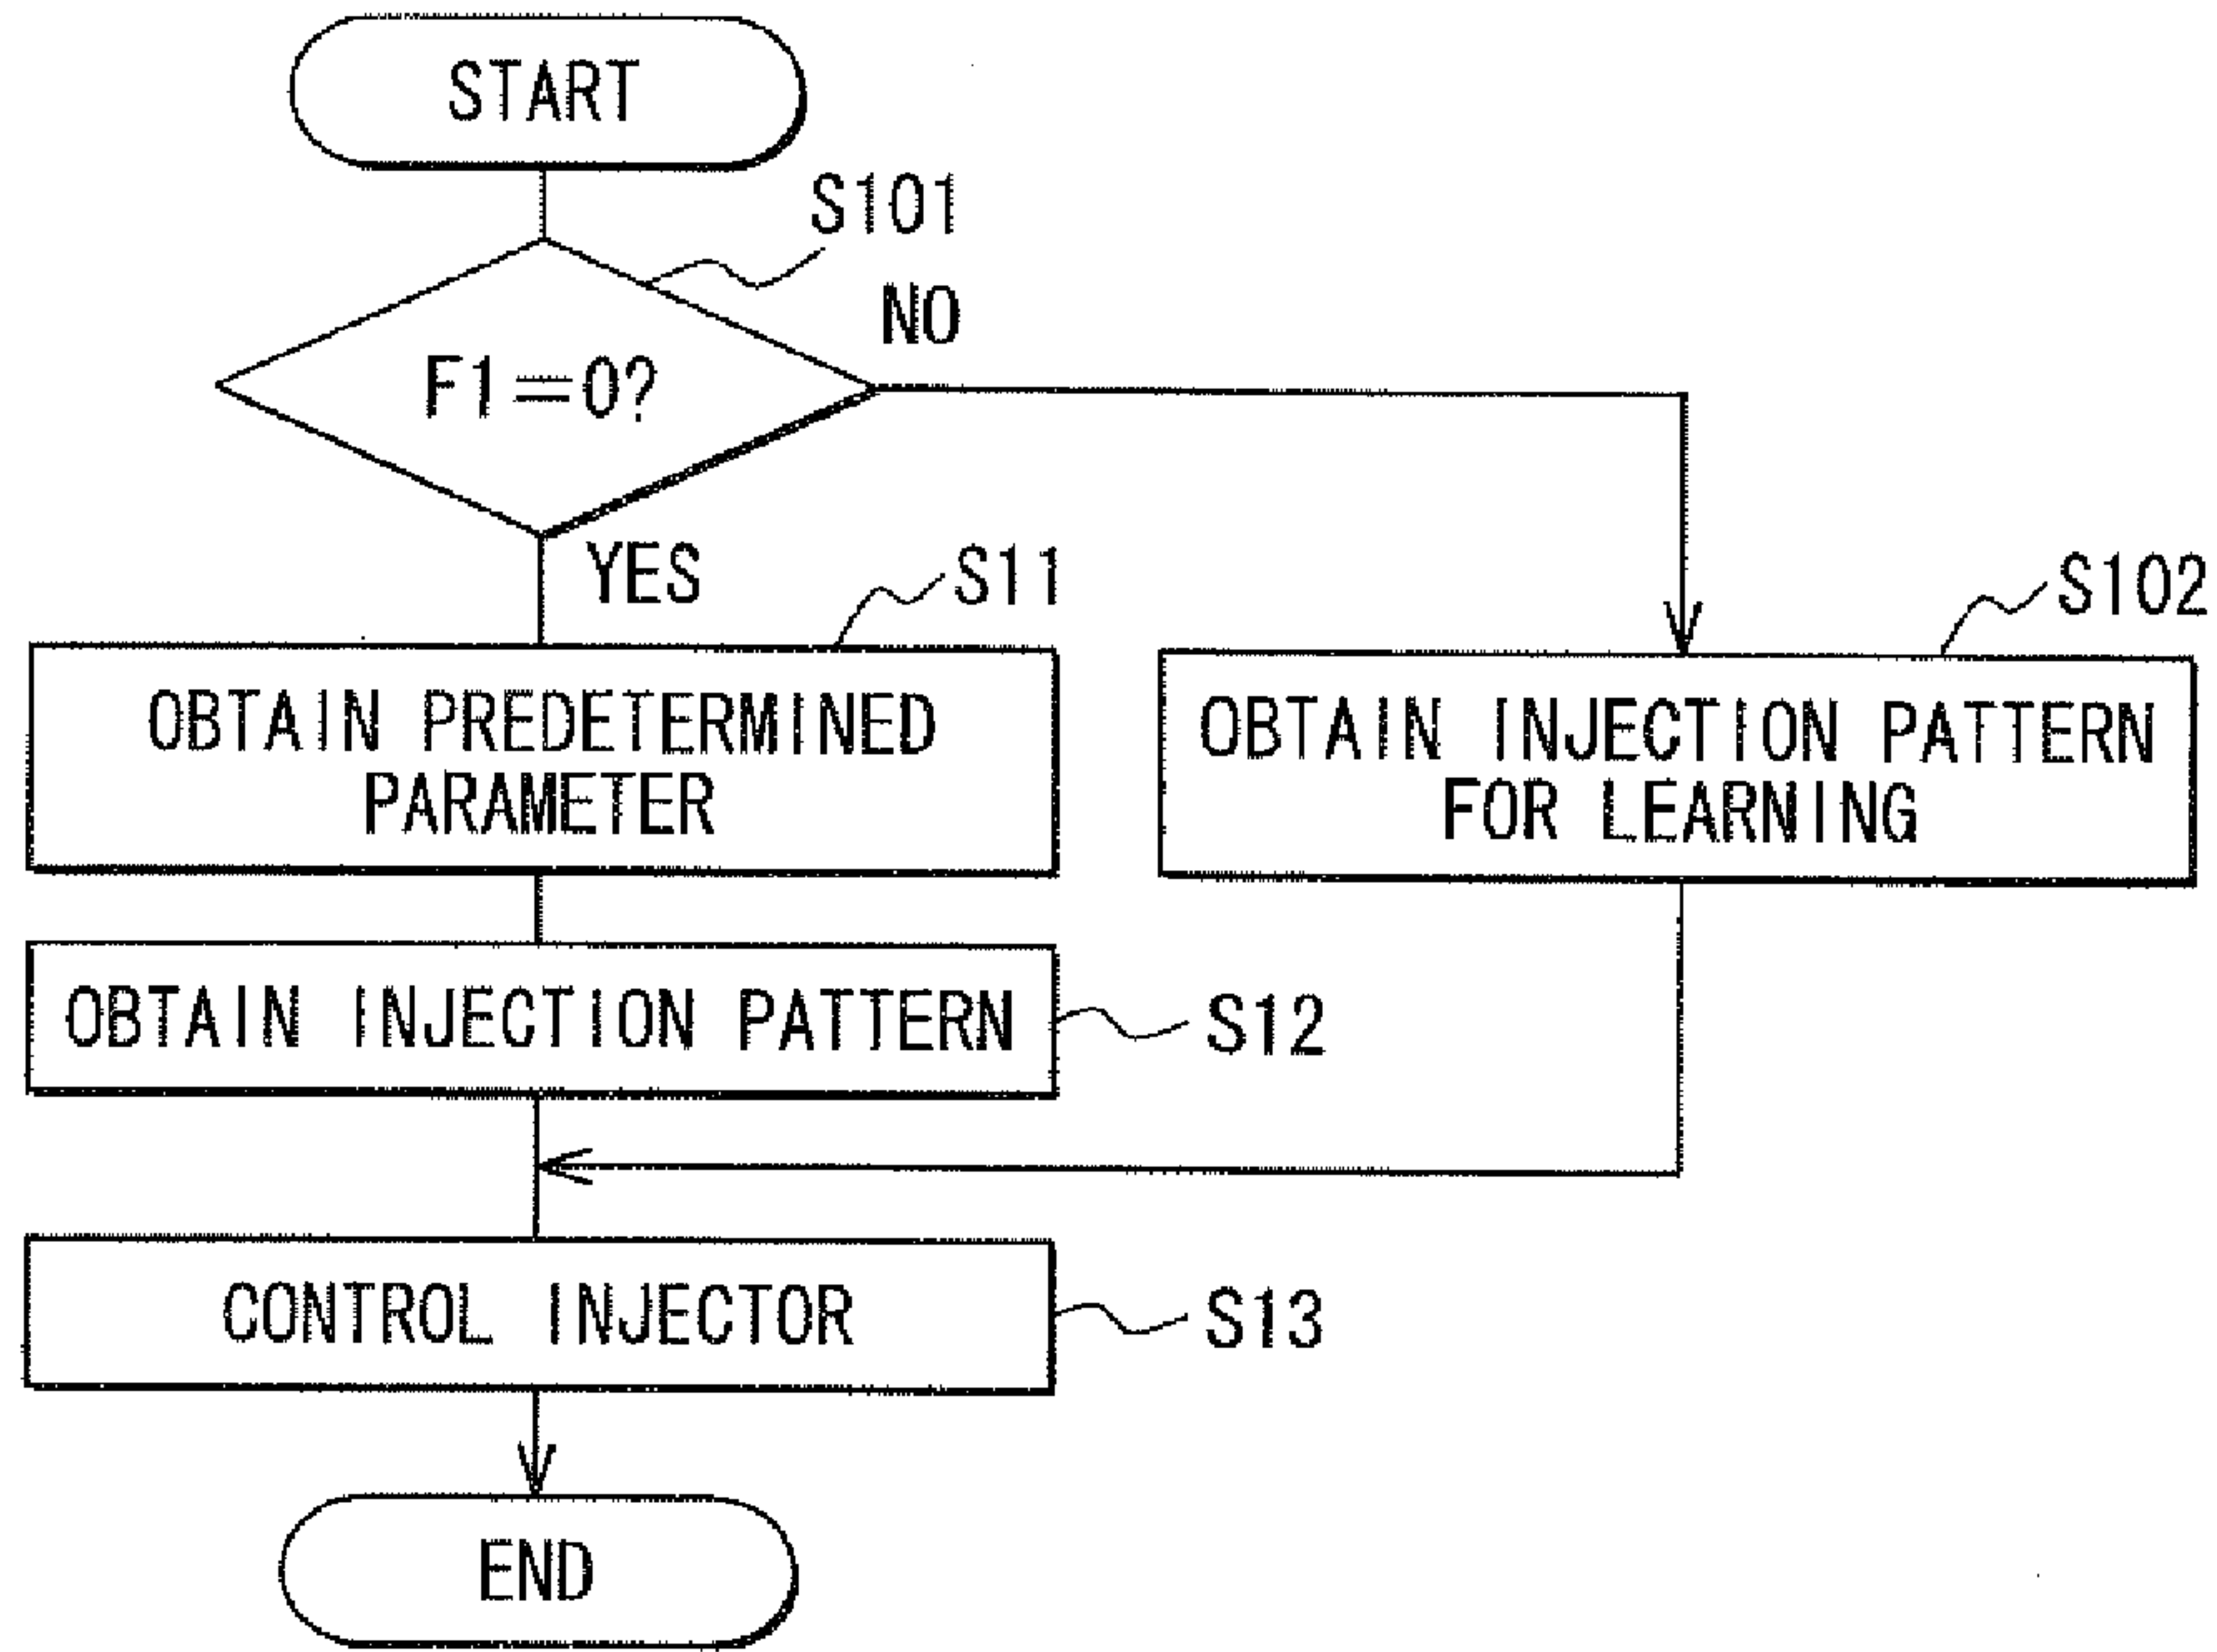 START
S101
NO
F1=0?
YES
S11
S102
OBTAIN PREDETERMINED
PARAMETER
OBTAIN INJECTION PATTERN
FOR LEARNING
OBTAIN INJECTION PATTERN
S12
CONTROL INJECTOR
S13
END